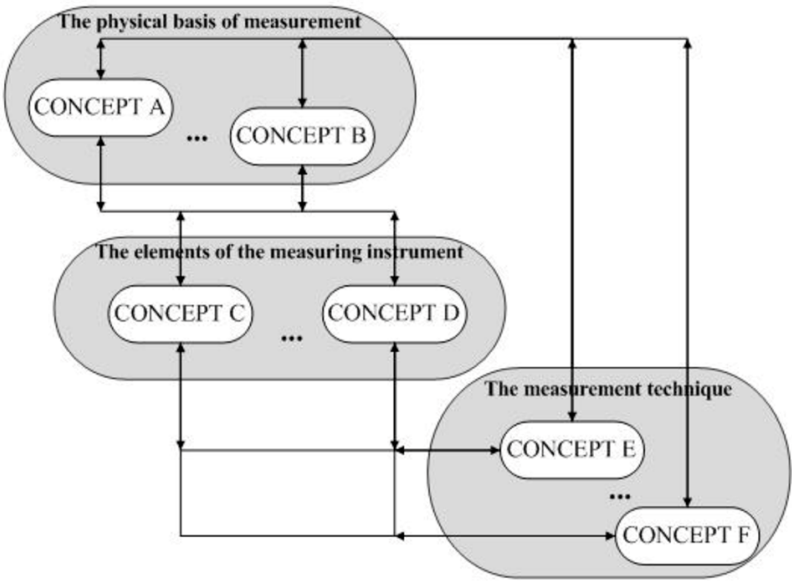 The physical basis of measurement
CONCEPT A
...
CONCEPT B
The elements of the measuring instrument
CONCEPT C
...
CONCEPT D
The measurement technique
CONCEPT E
...
CONCEPT F